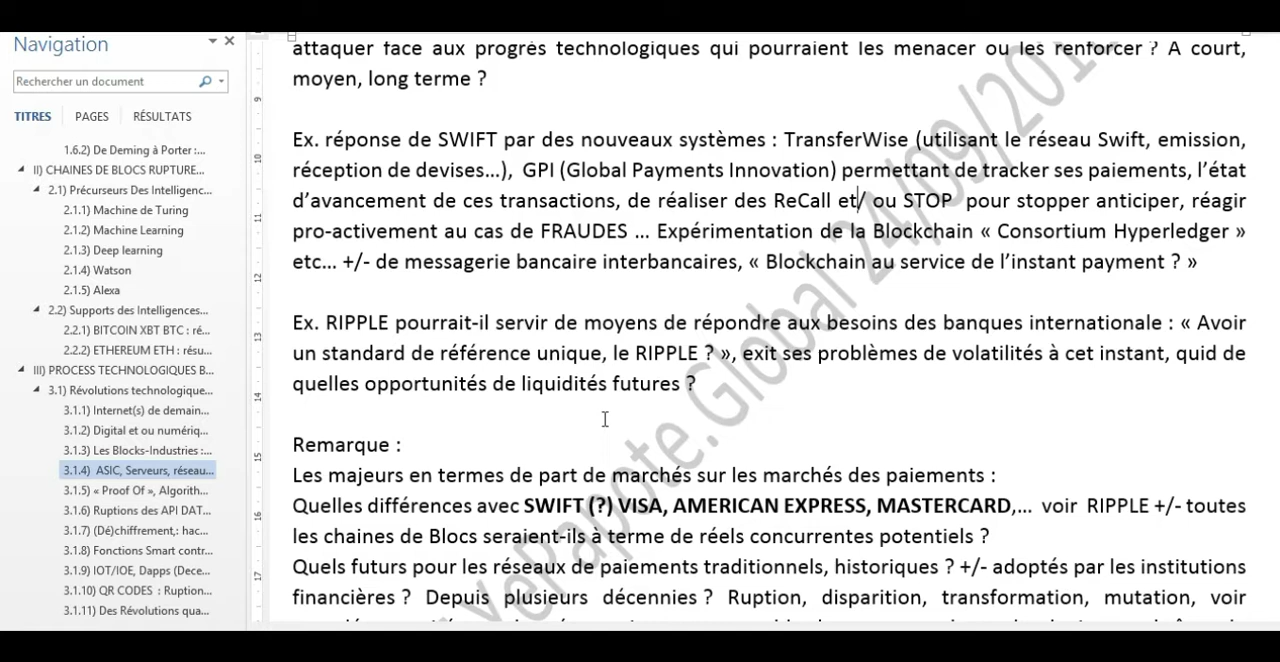 Navigation
Rechercher un document
TITRES PAGES RÉSULTATS
1.6.2) De Deming à Porter :...
II) CHAINES DE BLOCS RUPTURE...
2.1) Précurseurs Des Intelligenc...
2.1.1) Machine de Turing
2.1.2) Machine Learning
2.1.3) Deep learning
2.1.4) Watson
2.1.5) Alexa
2.2) Supports des Intelligences...
2.2.1) BITCOIN XBT BTC : ré...
2.2.2) ETHEREUM ETH : résu...
III) PROCESS TECHNOLOGIQUES B...
3.1) Révolutions technologique...
3.1.1) Internet(s) de demain...
3.1.2) Digital et ou numériq...
3.1.3) Les Blocks-Industries :...
3.1.4) ASIC, Serveurs, réseau...
3.1.5) « Proof Of », Algorith...
3.1.6) Ruptions des API DAT...
3.1.7) (Dé)chiffrement,: hac...
3.1.8) Fonctions Smart contr...
3.1.9) IOT/IOE, Dapps (Dece...
3.1.10) QR CODES : Ruption...
3.1.11) Des Révolutions qua...
9
10
11
12
13
14
15
16
17
attaquer face aux progrès technologiques qui pourraient les menacer ou les renforcer ? A court,
moyen, long terme ?
Ex. réponse de SWIFT par des nouveaux systèmes : TransferWise (utilisant le réseau Swift, emission,
réception de devises...), GPI (Global Payments Innovation) permettant de tracker ses paiements, l'état
d'avancement de ces transactions, de réaliser des ReCall et/ ou STOP pour stopper anticiper, réagir
pro-activement au cas de FRAUDES ... Expérimentation de la Blockchain « Consortium Hyperledger »
etc... +/- de messagerie bancaire interbancaires, « Blockchain au service de l'instant payment ? »
Ex. RIPPLE pourrait-il servir de moyens de répondre aux besoins des banques internationale : « Avoir
un standard de référence unique, le RIPPLE ? », exit ses problèmes de volatilités à cet instant, quid de
quelles opportunités de liquidités futures ?
Remarque :
Les majeurs en termes de part de marchés sur les marchés des paiements :
Quelles différences avec SWIFT (?) VISA, AMERICAN EXPRESS, MASTERCARD,... voir RIPPLE +/- toutes
les chaines de Blocs seraient-ils à terme de réels concurrentes potentiels ?
Quels futurs pour les réseaux de paiements traditionnels, historiques ? +/- adoptés par les institutions
financières ? Depuis plusieurs décennies ? Ruption, disparition, transformation, mutation, voir
YePapote.Global 24/09/201